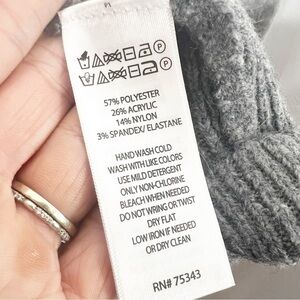 P
P
57% POLYESTER
26% ACRYLIC
14% NYLON
3% SPANDEX/ ELASTANE
HAND WASH COLD
WASH WITH LIKE COLORS
USE MILD DETERGENT
ONLY NON-CHLORINE
BLEACH WHEN NEEDED
DO NOT WRING OR TWIST
DRY FLAT
LOW IRON IF NEEDED
OR DRY CLEAN
RN# 75343